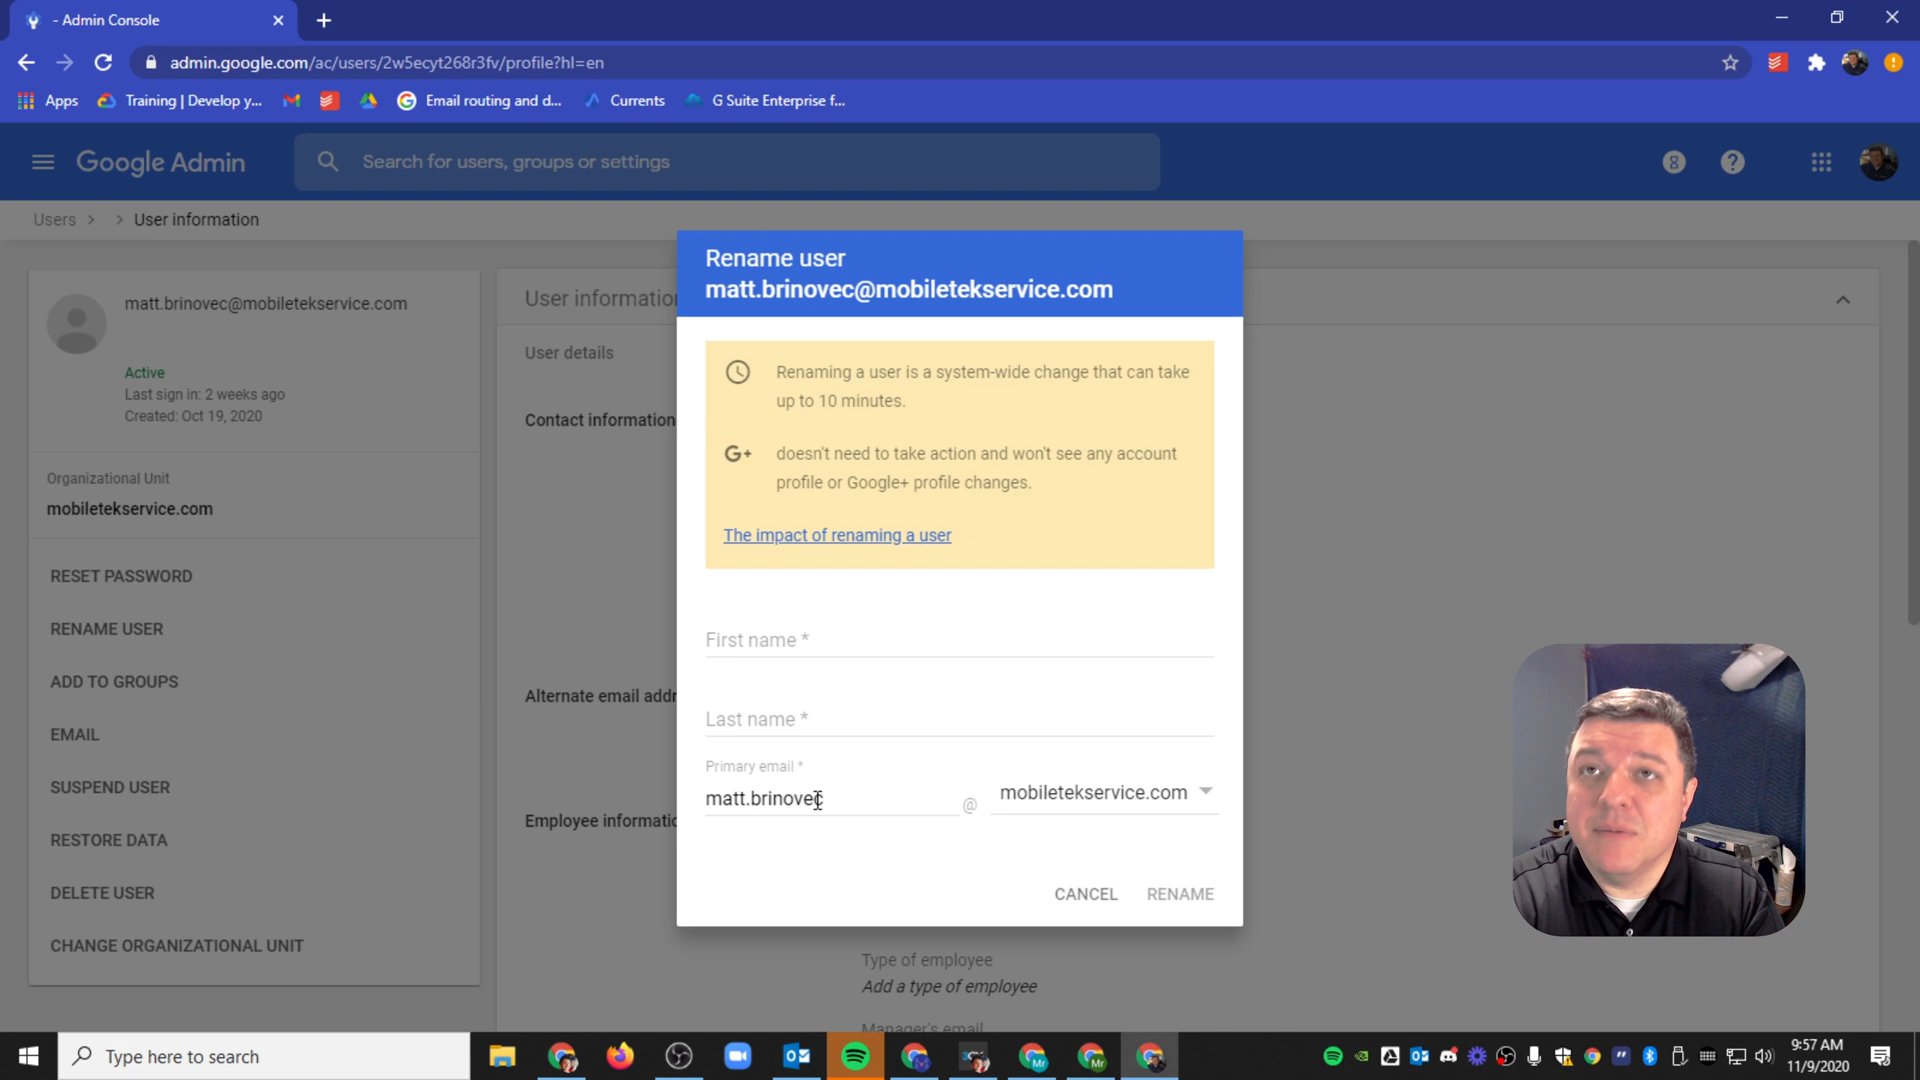 - Admin Console
admin.google.com/ac/users/2w5ecyt268r3fv/profile?hl=en
Apps
Training | Develop y...
Email routing and d...
Currents
G Suite Enterprise f...
Google Admin
Search for users, groups or settings
Users
User information
matt.brinovec@mobiletekservice.com
Active
Last sign in: 2 weeks ago
Created: Oct 19, 2020
Organizational Unit
mobiletekservice.com
RESET PASSWORD
RENAME USER
ADD TO GROUPS
EMAIL
SUSPEND USER
RESTORE DATA
DELETE USER
CHANGE ORGANIZATIONAL UNIT
User information
User details
Contact information
Alternate email addr
Employee informatio
Type of employee
Add a type of employee
Manager's email
Rename user
matt.brinovec@mobiletekservice.com
Renaming a user is a system-wide change that can take
up to 10 minutes.
G+
doesn't need to take action and won't see any account
profile or Google+ profile changes.
The impact of renaming a user
First name *
Last name *
Primary email *
matt.brinovec
@
mobiletekservice.com
CANCEL
RENAME
Type here to search
9:57 AM
11/9/2020